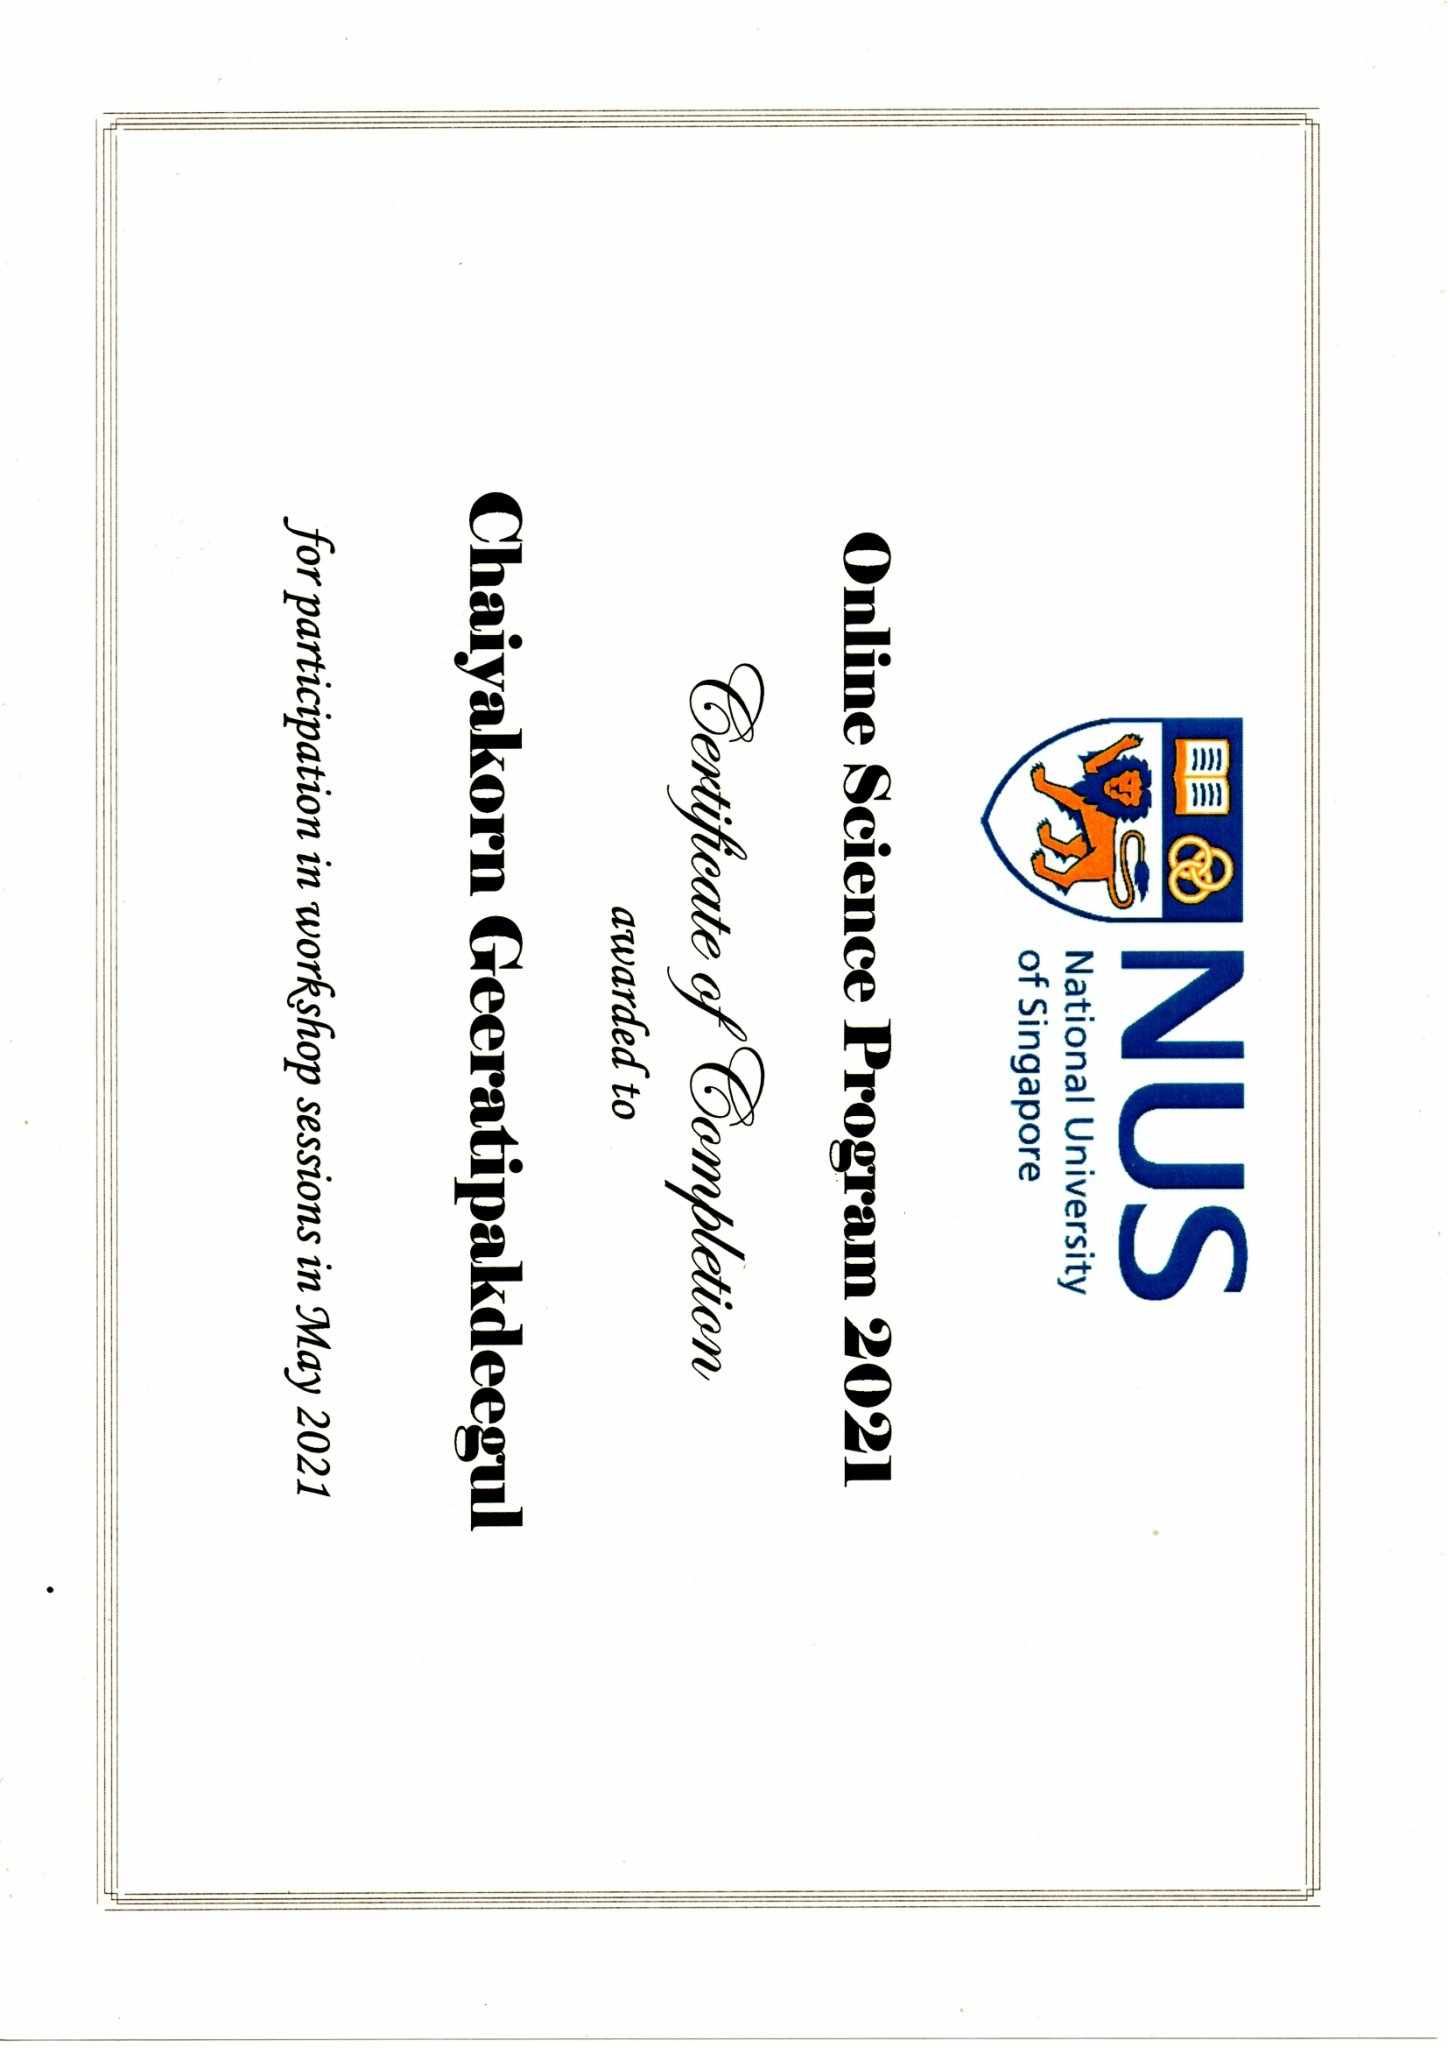 NUS
National University
of Singapore
Online Science Program 2021
Certificate of Completion
awarded to
Chaiyakorn Geeratipakdeegul
for participation in workshop sessions in May 2021